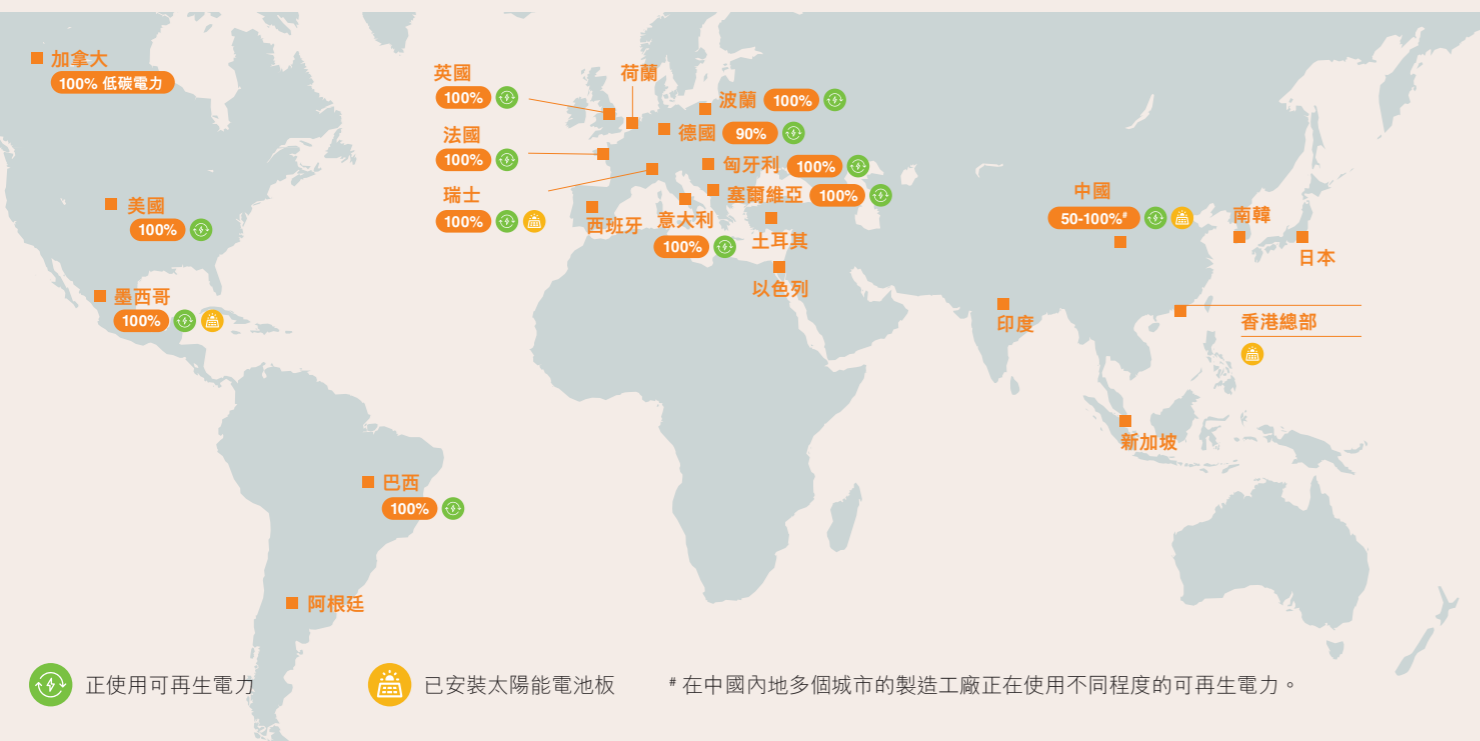 加拿大
100% 低碳電力
美國
100%
墨西哥
100%
巴西
100%
阿根廷
英國
100%
荷蘭
法國
100%
瑞士
100%
波蘭 100%
德國 90%
匈牙利 100%
塞爾維亞 100%
西班牙
意大利
100%
土耳其
以色列
中國
50-100%#
南韓
日本
印度
香港總部
新加坡
正使用可再生電力
已安裝太陽能電池板
# 在中國內地多個城市的製造工廠正在使用不同程度的可再生電力。